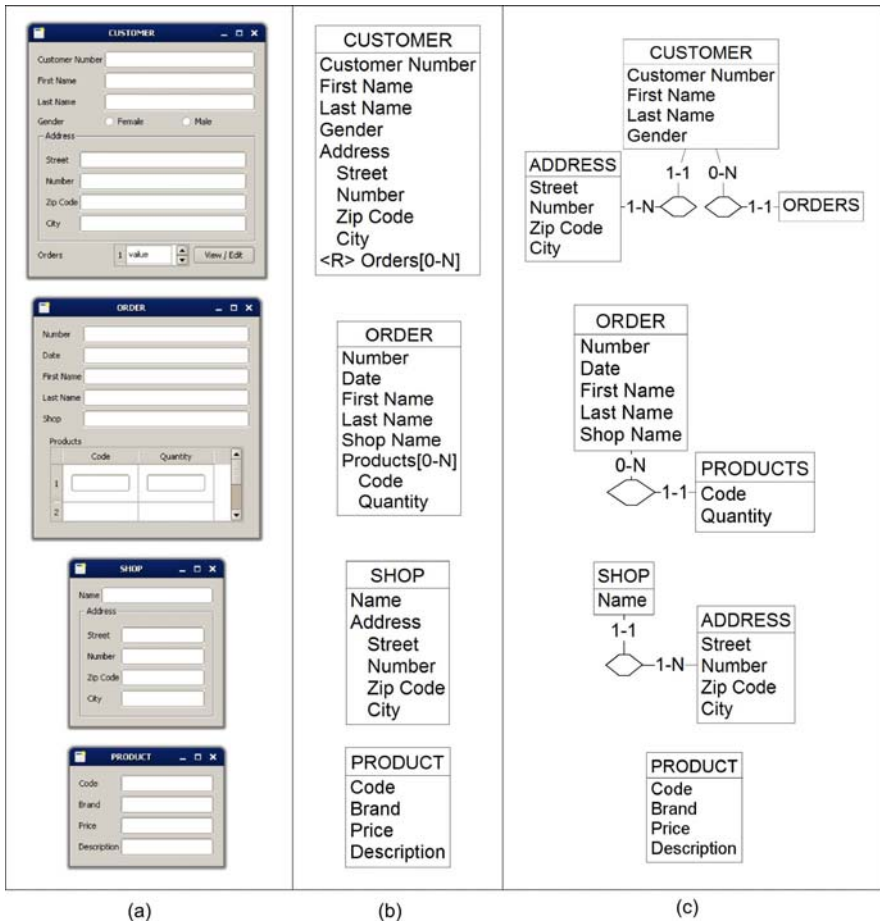 CUSTOMER
Customer Number
First Name
Last Name
Gender Female Male
Address
Street
Number
Zip Code
City
Orders 1 value View / Edit
ORDER
Number
Date
First Name
Last Name
Shop
Products
Code Quantity
1
2
SHOP
Name
Address
Street
Number
Zip Code
City
PRODUCT
Code
Brand
Price
Description
(a)
CUSTOMER
Customer Number
First Name
Last Name
Gender
Address
Street
Number
Zip Code
City
<R> Orders[0-N]
ORDER
Number
Date
First Name
Last Name
Shop Name
Products[0-N]
Code
Quantity
SHOP
Name
Address
Street
Number
Zip Code
City
PRODUCT
Code
Brand
Price
Description
(b)
CUSTOMER
Customer Number
First Name
Last Name
Gender
1-1 0-N
ADDRESS
Street
Number
Zip Code
City
1-N
1-1 ORDERS
ORDER
Number
Date
First Name
Last Name
Shop Name
0-N
1-1
PRODUCTS
Code
Quantity
SHOP
Name
1-1
1-N
ADDRESS
Street
Number
Zip Code
City
PRODUCT
Code
Brand
Price
Description
(c)